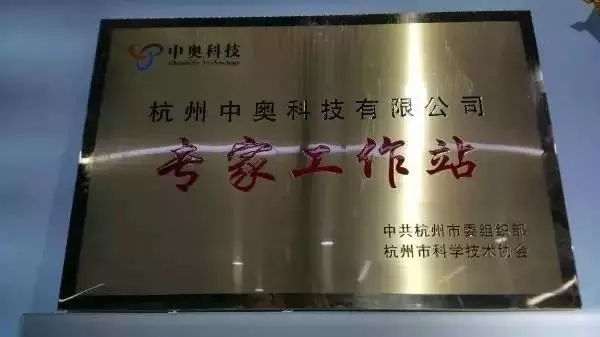 中奥科技
杭州中奥科技有限公司
专家工作站
中共杭州市委组织部
杭州市科学技术协会